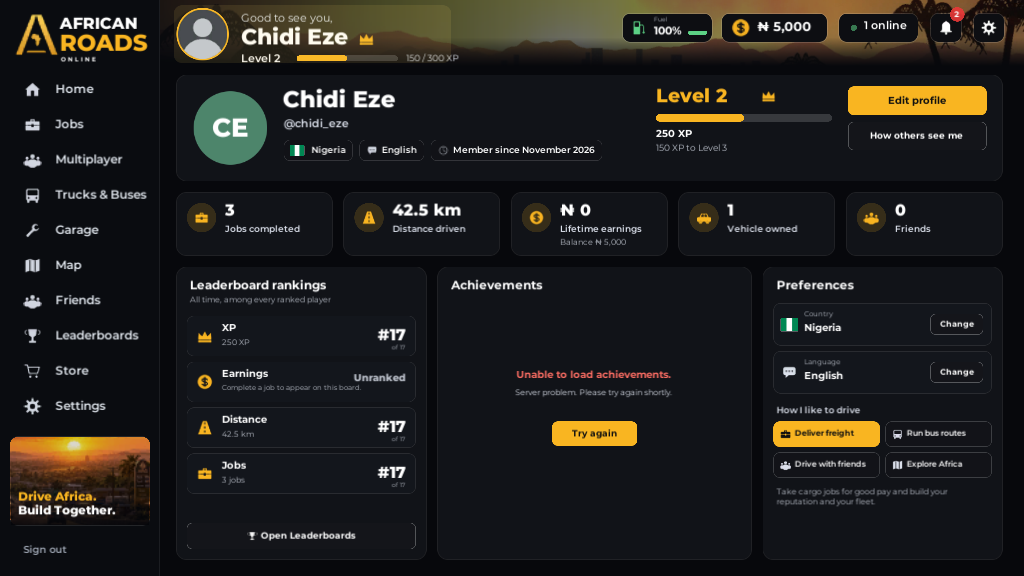 AFRICAN
ROADS
ONLINE
Home
Jobs
Multiplayer
Trucks & Buses
Garage
Map
Friends
Leaderboards
Store
Settings
Drive Africa.
Build Together.
Sign out
Good to see you,
Chidi Eze
Level 2
150 / 300 XP
Fuel
100%
₦ 5,000
1 online
2
CE
Chidi Eze
@chidi_eze
Nigeria
English
Member since November 2026
Level 2
250 XP
150 XP to Level 3
Edit profile
How others see me
3
Jobs completed
42.5 km
Distance driven
₦ 0
Lifetime earnings
Balance ₦ 5,000
1
Vehicle owned
0
Friends
Leaderboard rankings
All time, among every ranked player
XP
250 XP
#17
of 17
Earnings
Complete a job to appear on this board.
Unranked
Distance
42.5 km
#17
of 17
Jobs
3 jobs
#17
of 17
Open Leaderboards
Achievements
Unable to load achievements.
Server problem. Please try again shortly.
Try again
Preferences
Country
Nigeria
Change
Language
English
Change
How I like to drive
Deliver freight
Run bus routes
Drive with friends
Explore Africa
Take cargo jobs for good pay and build your
reputation and your fleet.